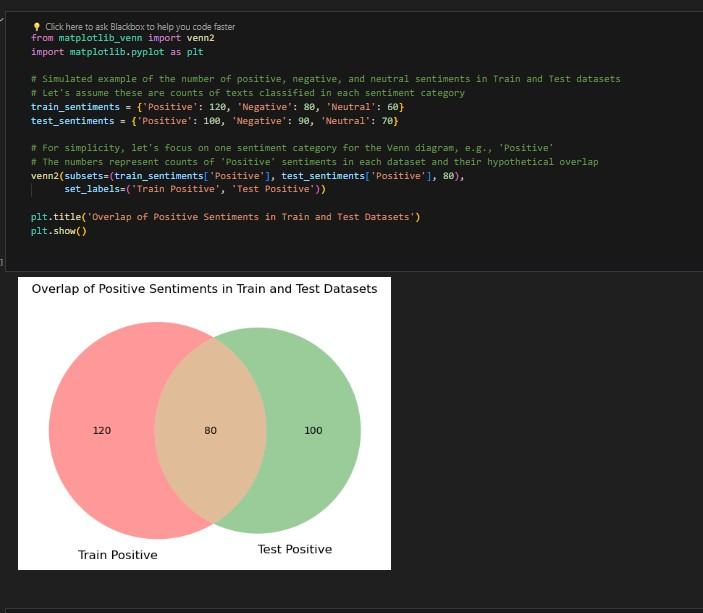 💡 Click here to ask Blackbox to help you code faster
from matplotlib_venn import venn2
import matplotlib.pyplot as plt
# Simulated example of the number of positive, negative, and neutral sentiments in Train and Test datasets
# Let's assume these are counts of texts classified in each sentiment category
train_sentiments = {'Positive': 120, 'Negative': 80, 'Neutral': 60}
test_sentiments = {'Positive': 100, 'Negative': 90, 'Neutral': 70}
# For simplicity, let's focus on one sentiment category for the Venn diagram, e.g., 'Positive'
# The numbers represent counts of 'Positive' sentiments in each dataset and their hypothetical overlap
venn2(subsets=(train_sentiments['Positive'], test_sentiments['Positive'], 80),
      set_labels=('Train Positive', 'Test Positive'))
plt.title('Overlap of Positive Sentiments in Train and Test Datasets')
plt.show()
]
Overlap of Positive Sentiments in Train and Test Datasets
120 80 100
Train Positive Test Positive